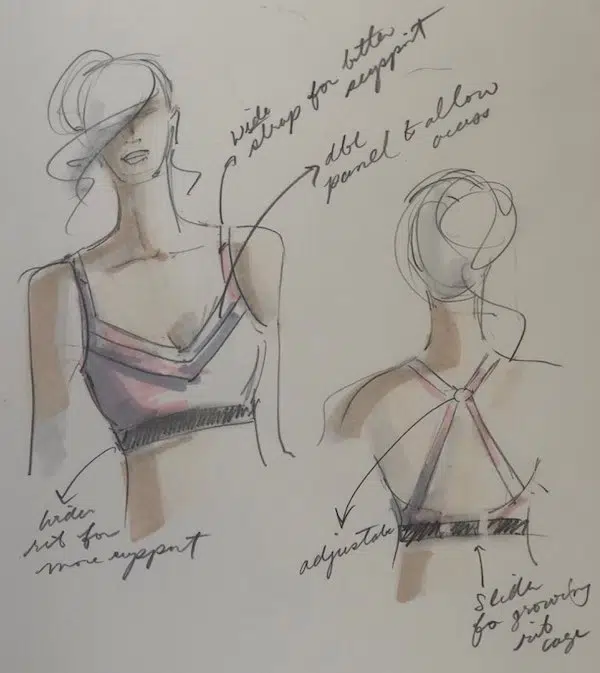 wide
strap for better
support
dbl
panel to allow
access
wider
rib for
more support
adjustable
slider
for growing
rib
cage